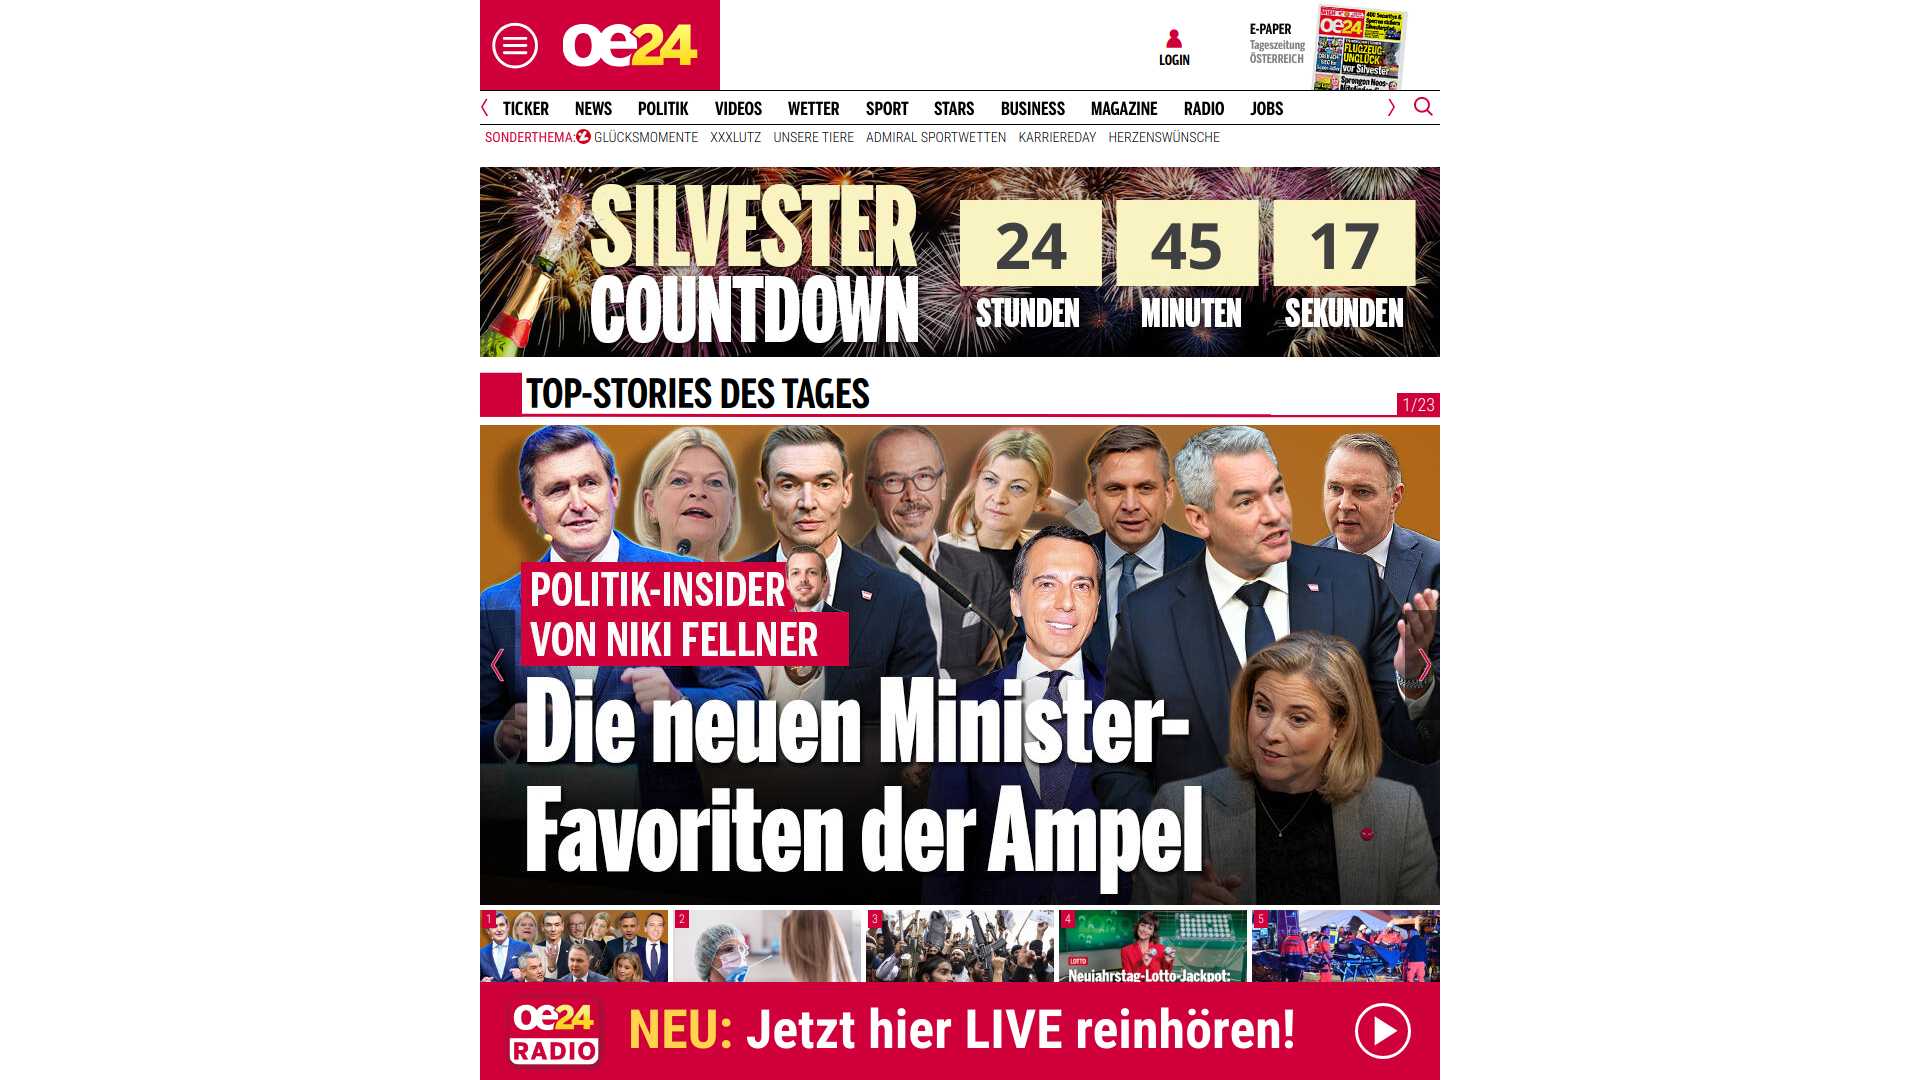 oe24
LOGIN
E-PAPER
Tageszeitung
ÖSTERREICH
oe24
FLUGZEUG-
UNGLÜCK
vor Silvester
TICKER NEWS POLITIK VIDEOS WETTER SPORT STARS BUSINESS MAGAZINE RADIO JOBS
SONDERTHEMA: GLÜCKSMOMENTE XXXLUTZ UNSERE TIERE ADMIRAL SPORTWETTEN KARRIEREDAY HERZENSWÜNSCHE
SILVESTER
COUNTDOWN
24 45 17
STUNDEN MINUTEN SEKUNDEN
TOP-STORIES DES TAGES
1/23
POLITIK-INSIDER
VON NIKI FELLNER
Die neuen Minister-
Favoriten der Ampel
1 2 3 4 5
LOTTO
Neujahrstag-Lotto-Jackpot:
oe24
RADIO
NEU: Jetzt hier LIVE reinhören!